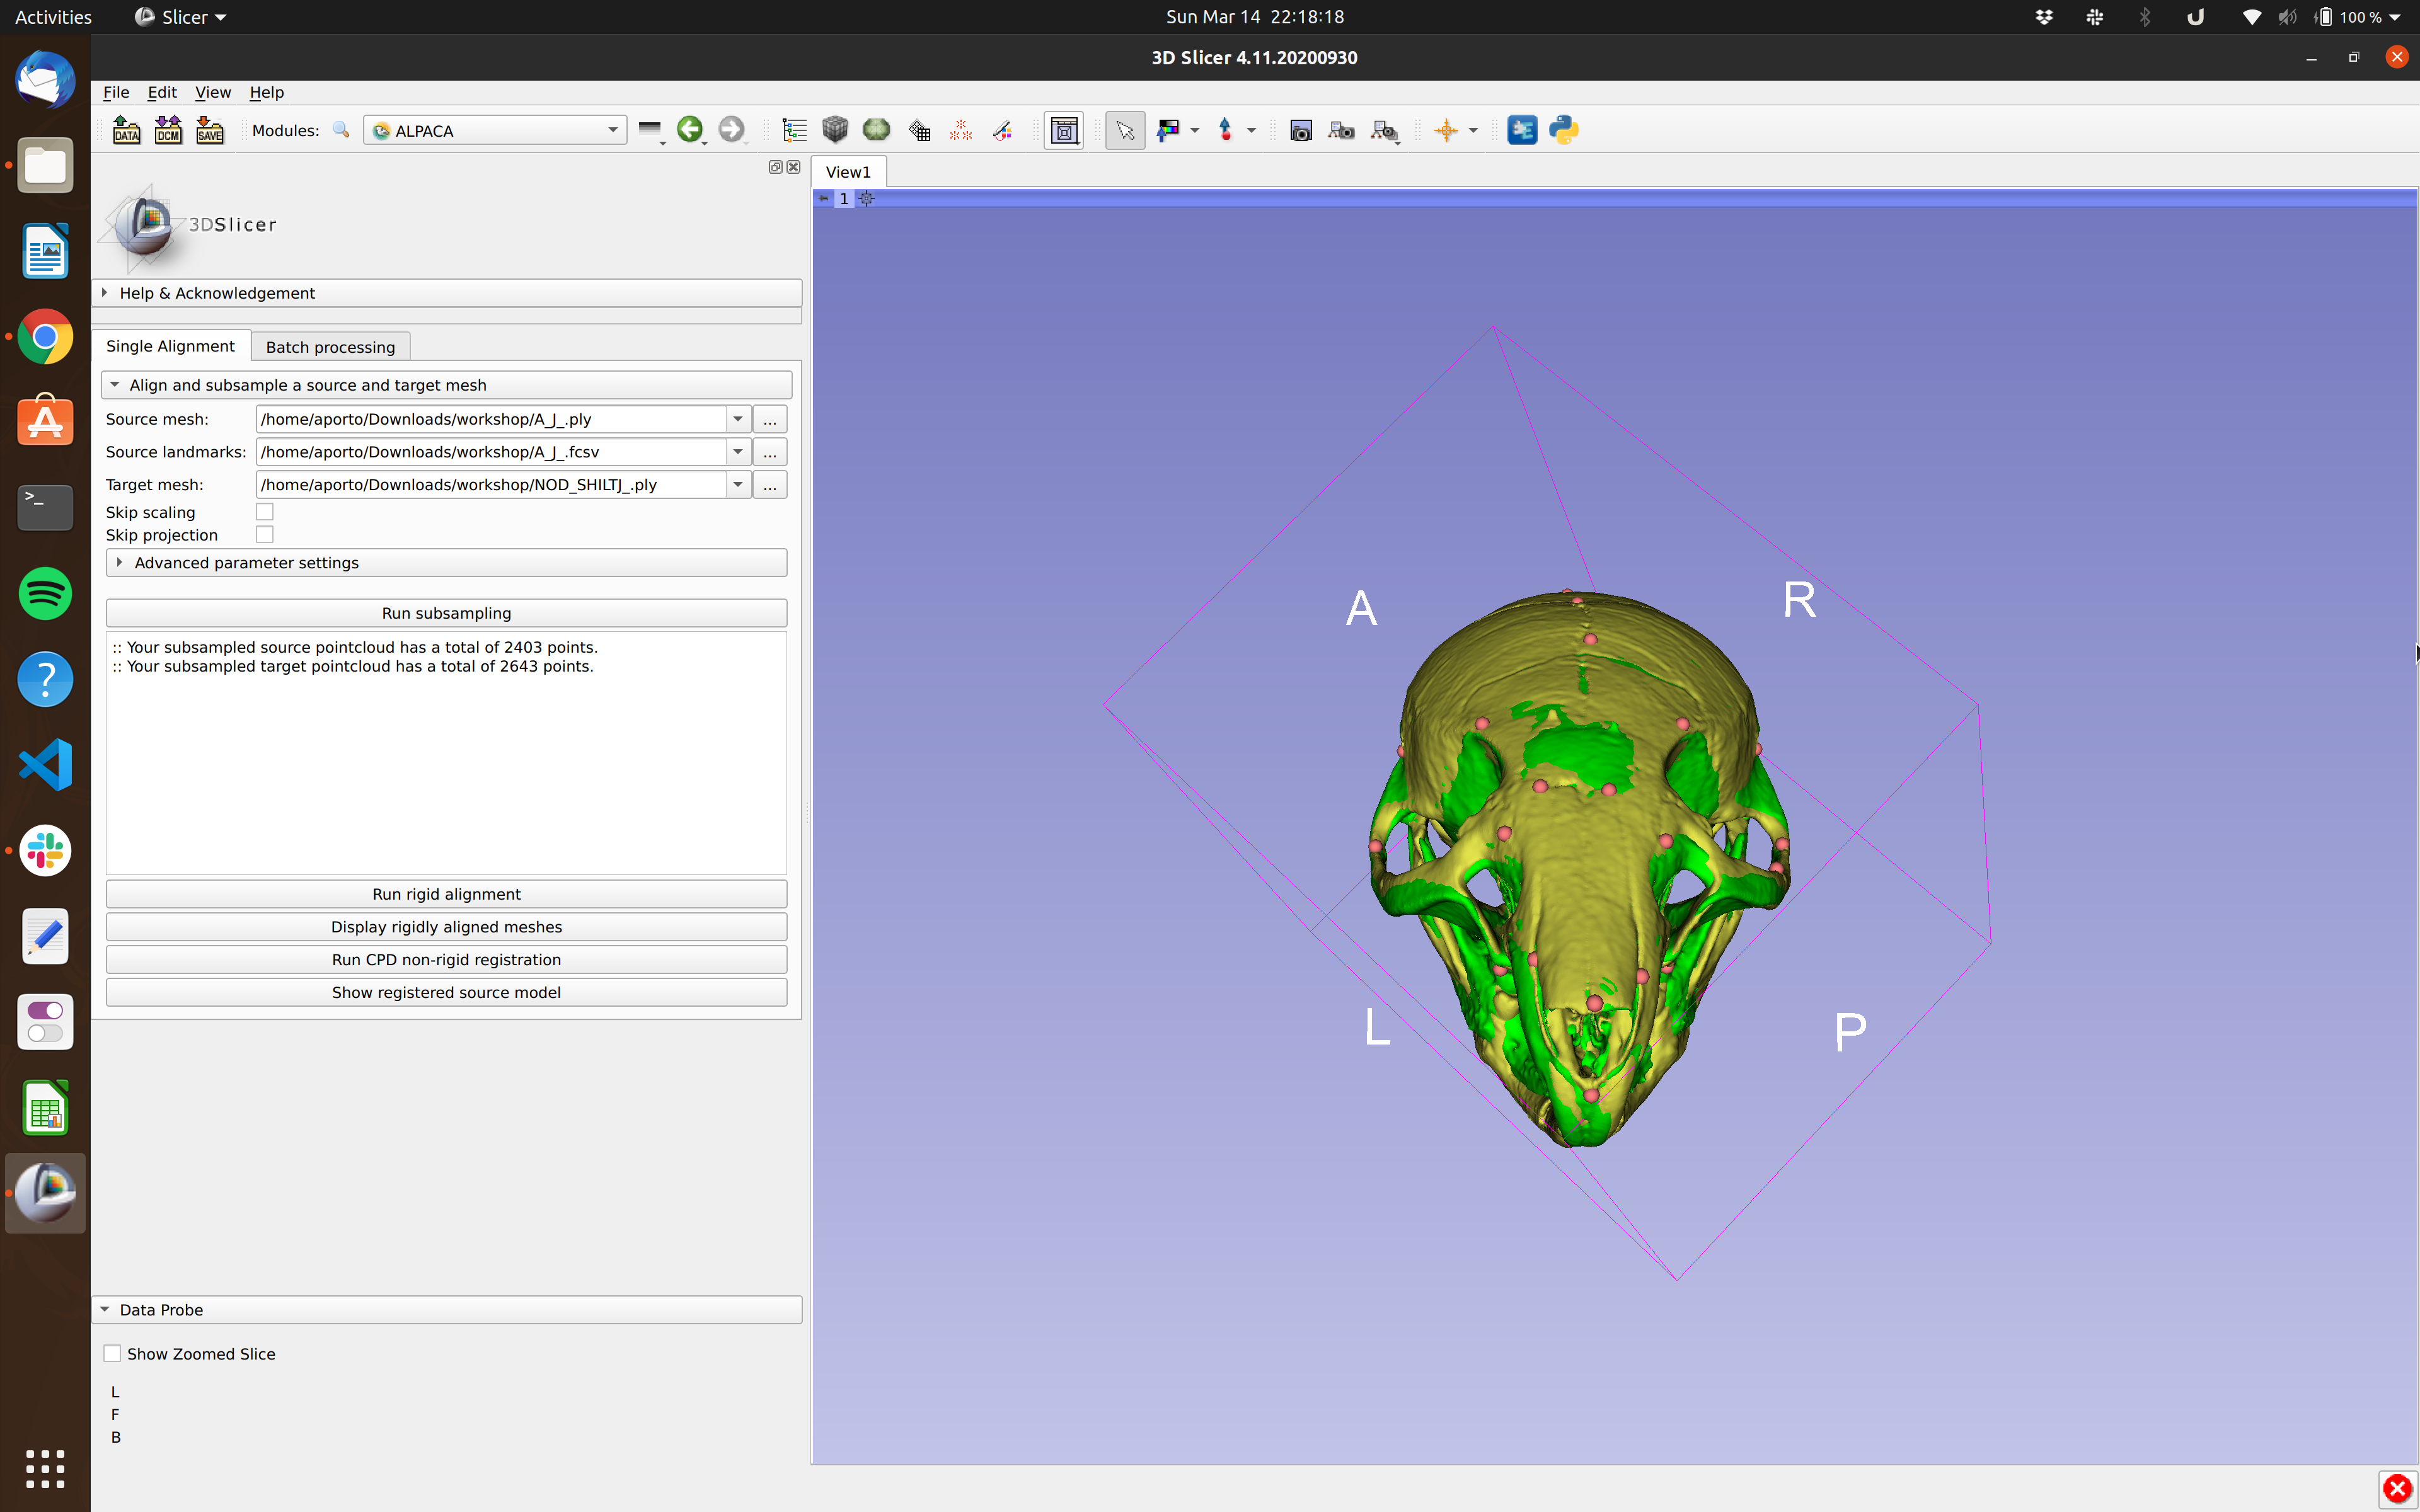 Activities
Slicer
Sun Mar 14 22:18:18
100 %
3D Slicer 4.11.20200930
File Edit View Help
DATA DCM SAVE Modules: ALPACA
View1
1
3DSlicer
Help & Acknowledgement
Single Alignment Batch processing
Align and subsample a source and target mesh
Source mesh: /home/aporto/Downloads/workshop/A_J_.ply ...
Source landmarks: /home/aporto/Downloads/workshop/A_J_.fcsv ...
Target mesh: /home/aporto/Downloads/workshop/NOD_SHILTJ_.ply ...
Skip scaling
Skip projection
Advanced parameter settings
Run subsampling
:: Your subsampled source pointcloud has a total of 2403 points.
:: Your subsampled target pointcloud has a total of 2643 points.
Run rigid alignment
Display rigidly aligned meshes
Run CPD non-rigid registration
Show registered source model
Data Probe
Show Zoomed Slice
L
F
B
A
R
L
P